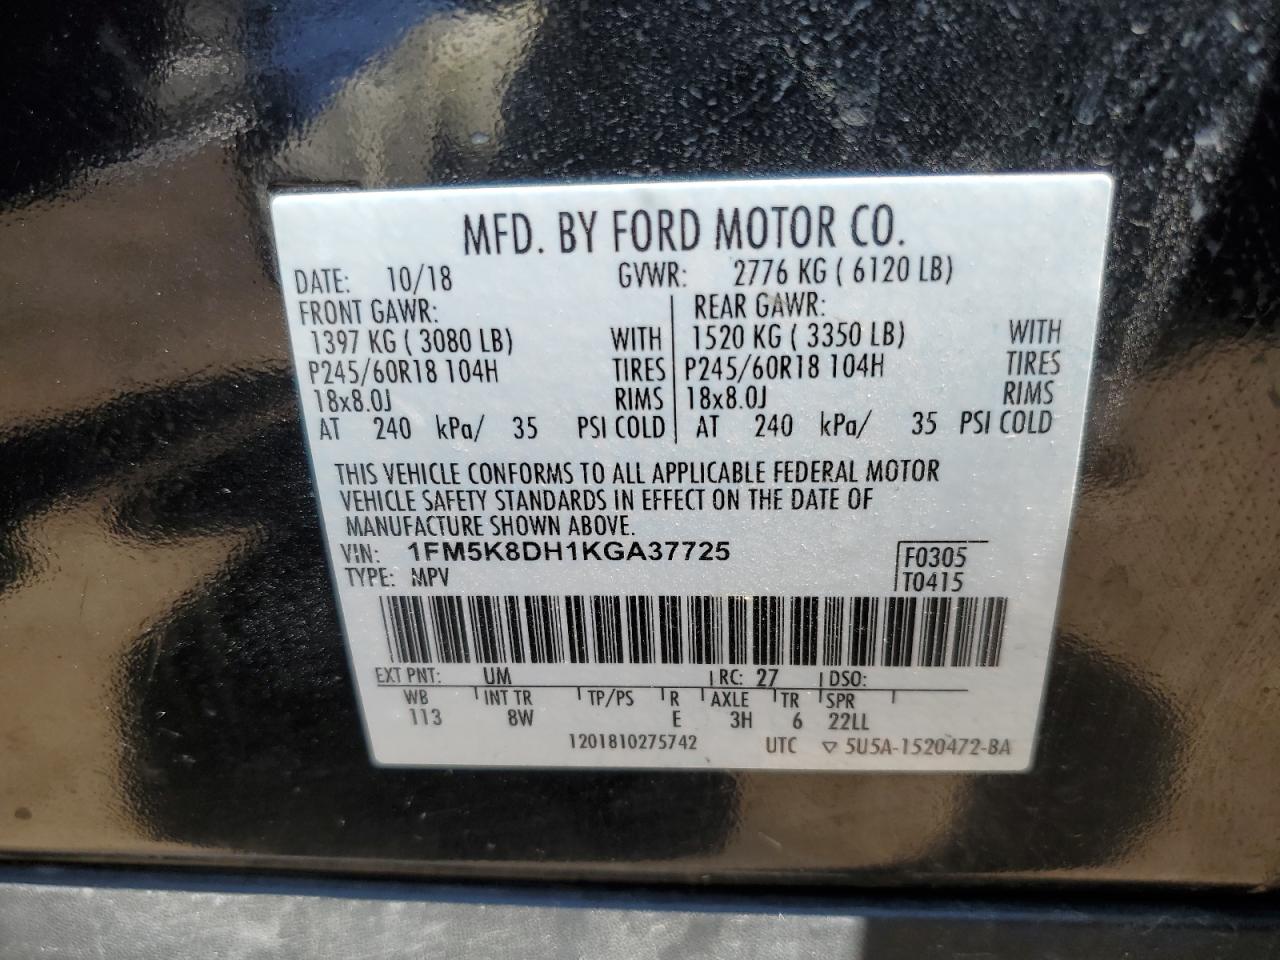 MFD. BY FORD MOTOR CO.
DATE: 10/18 GVWR: 2776 KG ( 6120 LB)
FRONT GAWR: REAR GAWR:
1397 KG ( 3080 LB) WITH 1520 KG ( 3350 LB) WITH
P245/60R18 104H TIRES P245/60R18 104H TIRES
18x8.0J RIMS 18x8.0J RIMS
AT 240 kPa/ 35 PSI COLD AT 240 kPa/ 35 PSI COLD
THIS VEHICLE CONFORMS TO ALL APPLICABLE FEDERAL MOTOR
VEHICLE SAFETY STANDARDS IN EFFECT ON THE DATE OF
MANUFACTURE SHOWN ABOVE.
VIN: 1FM5K8DH1KGA37725 F0305
TYPE: MPV T0415
EXT PNT: UM RC: 27 DSO:
WB INT TR TP/PS R AXLE TR SPR
113 8W E 3H 6 22LL
1201810275742 UTC ▽ 5U5A-1520472-BA